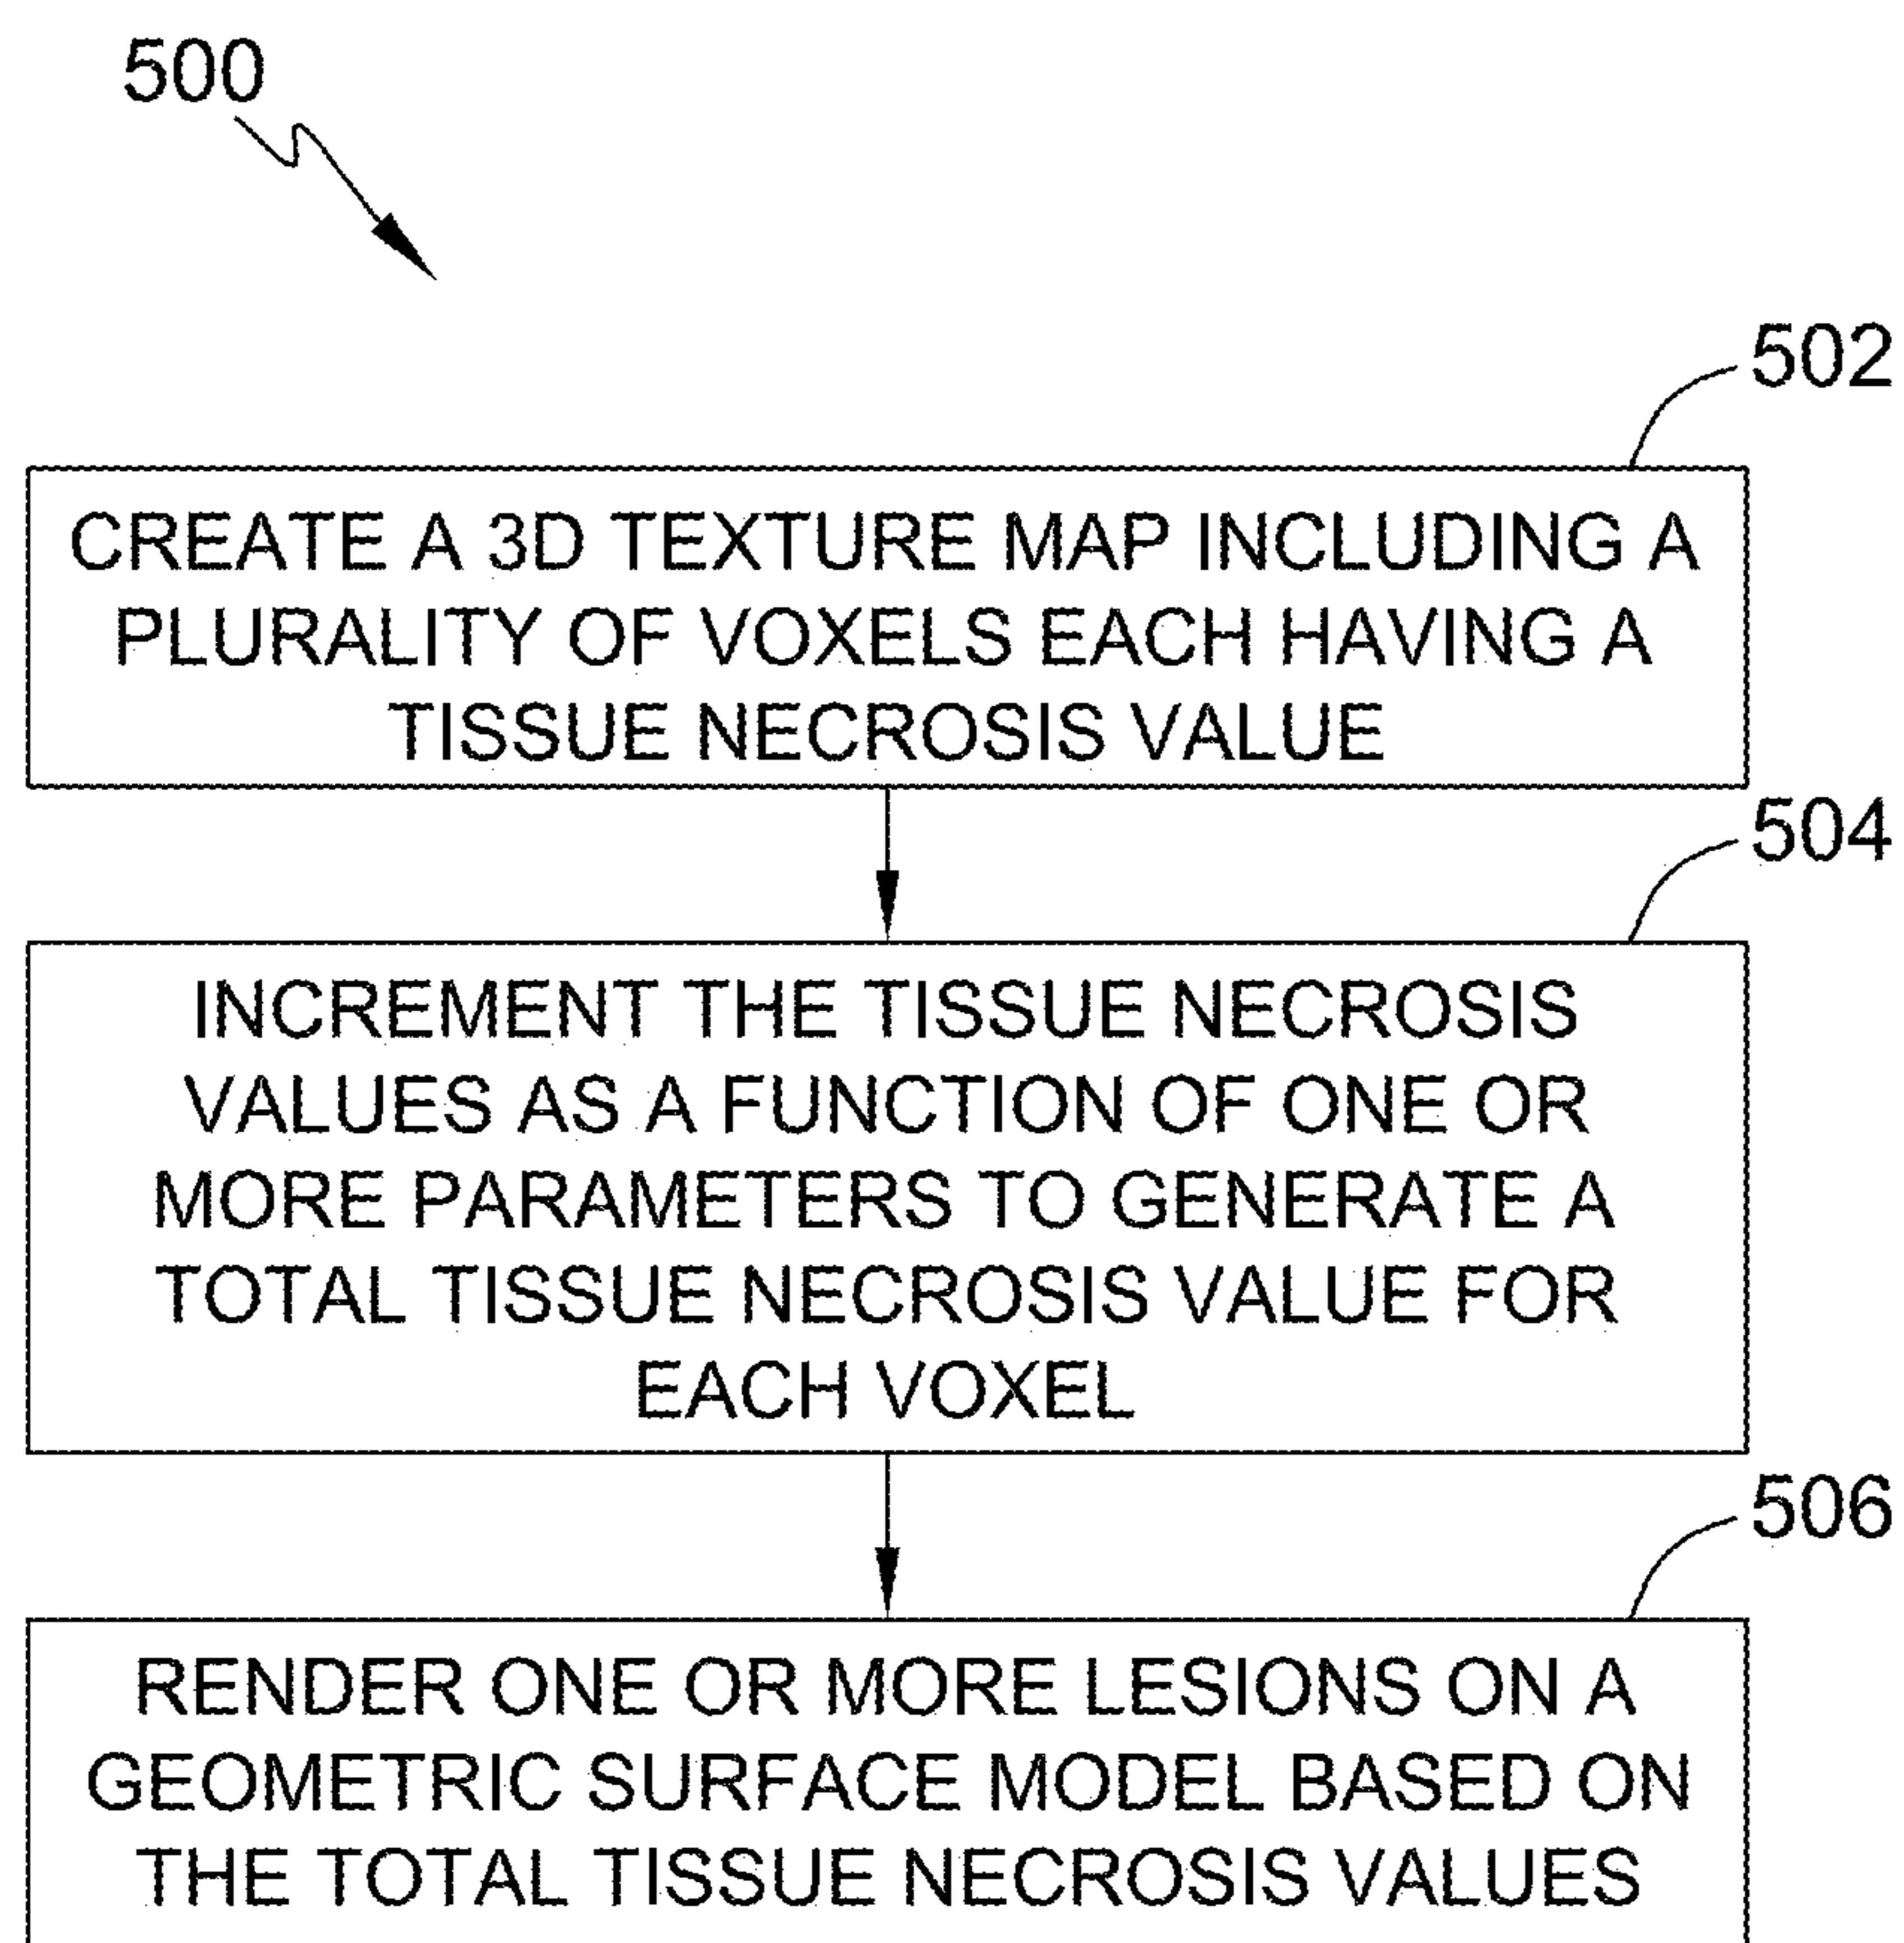 500
502
CREATE A 3D TEXTURE MAP INCLUDING A
PLURALITY OF VOXELS EACH HAVING A
TISSUE NECROSIS VALUE
504
INCREMENT THE TISSUE NECROSIS
VALUES AS A FUNCTION OF ONE OR
MORE PARAMETERS TO GENERATE A
TOTAL TISSUE NECROSIS VALUE FOR
EACH VOXEL
506
RENDER ONE OR MORE LESIONS ON A
GEOMETRIC SURFACE MODEL BASED ON
THE TOTAL TISSUE NECROSIS VALUES